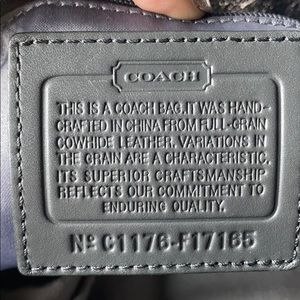 COACH
THIS IS A COACH BAG.IT WAS HAND-
CRAFTED IN CHINA FROM FULL-GRAIN
COWHIDE LEATHER. VARIATIONS IN
THE GRAIN ARE A CHARACTERISTIC.
ITS SUPERIOR CRAFTSMANSHIP
REFLECTS OUR COMMITMENT TO
ENDURING QUALITY.
Nº C1176-F17165